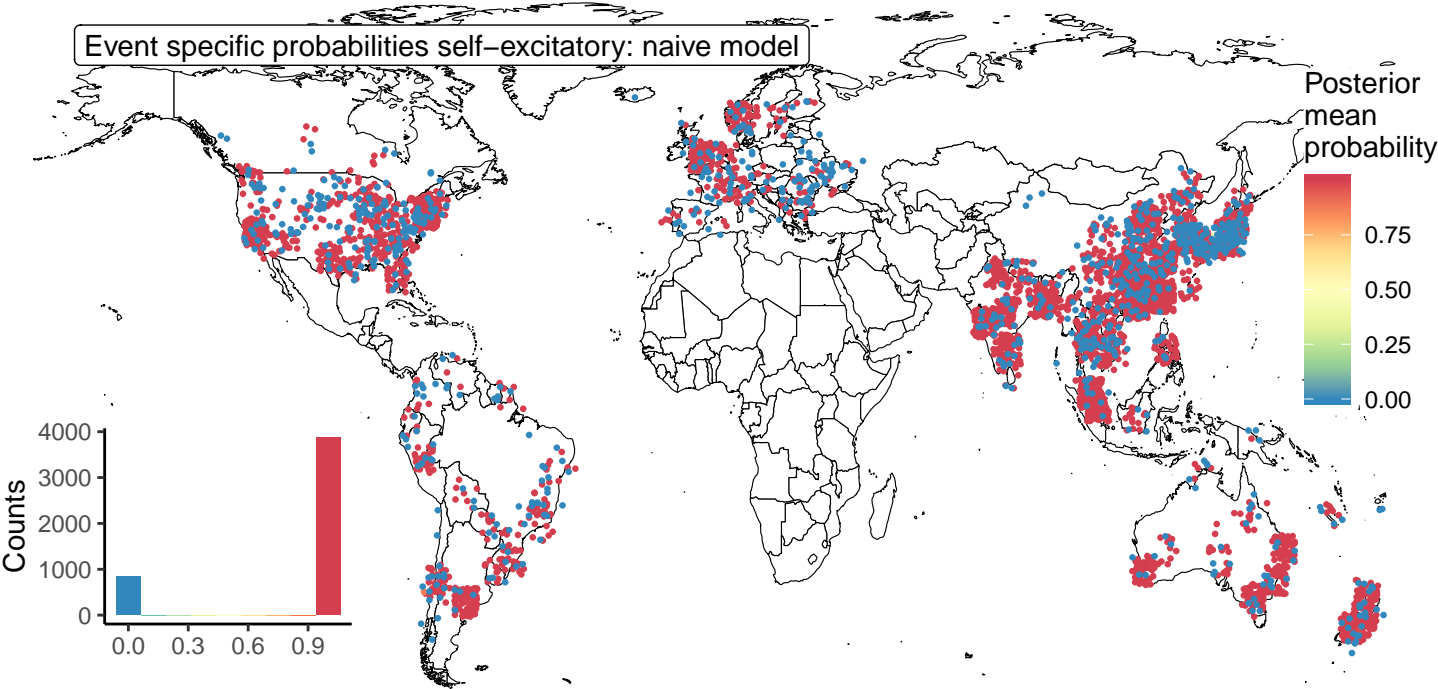 Event specific probabilities self−excitatory: naive model
Posterior
mean
probability
0.75
0.50
0.25
0.00
Counts
4000
3000
2000
1000
0
0.0 0.3 0.6 0.9